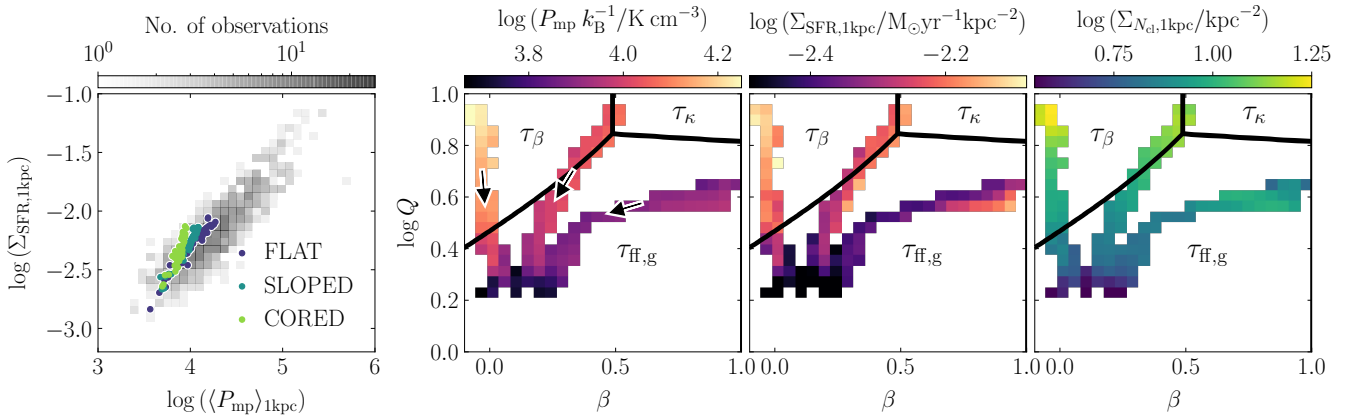 No. of observations
10⁰ 10¹
log (Σ_SFR,1kpc)
−1.0
−1.5
−2.0
−2.5
−3.0
FLAT
SLOPED
CORED
3 4 5 6
log (⟨P_mp⟩_1kpc)
log (P_mp k_B⁻¹/K cm⁻³)
3.8 4.0 4.2
log Q
1.0
0.8
0.6
0.4
0.2
0.0
τ_β
τ_κ
τ_ff,g
0.0 0.5 1.0
β
log (Σ_SFR,1kpc/M_⊙yr⁻¹kpc⁻²)
−2.4 −2.2
τ_β
τ_κ
τ_ff,g
0.0 0.5 1.0
β
log (Σ_N_cl,1kpc/kpc⁻²)
0.75 1.00 1.25
τ_β
τ_κ
τ_ff,g
0.0 0.5 1.0
β